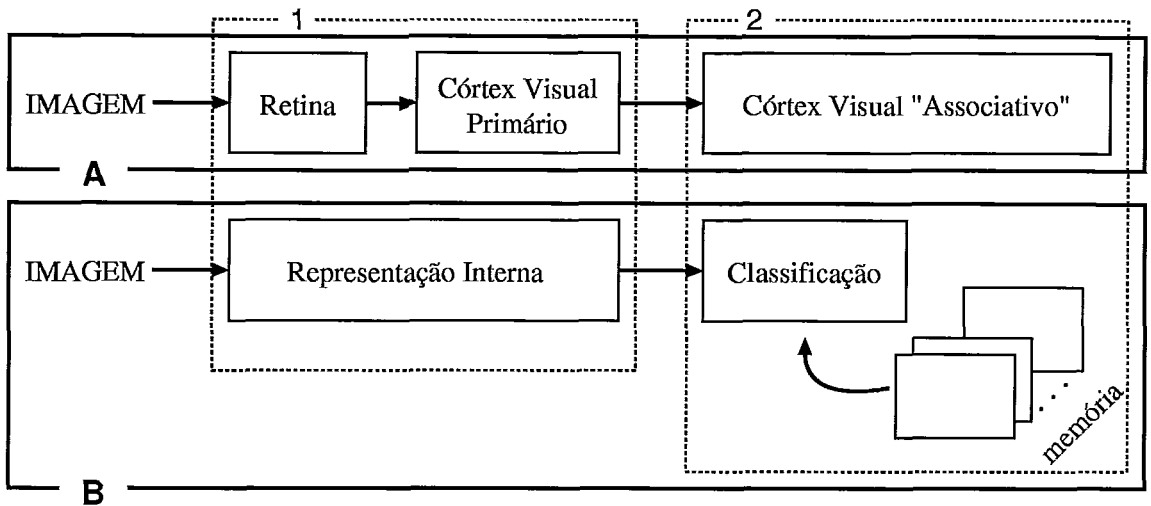 1
2
IMAGEM
Retina
Córtex Visual
Primário
Córtex Visual "Associativo"
A
IMAGEM
Representação Interna
Classificação
memória
B